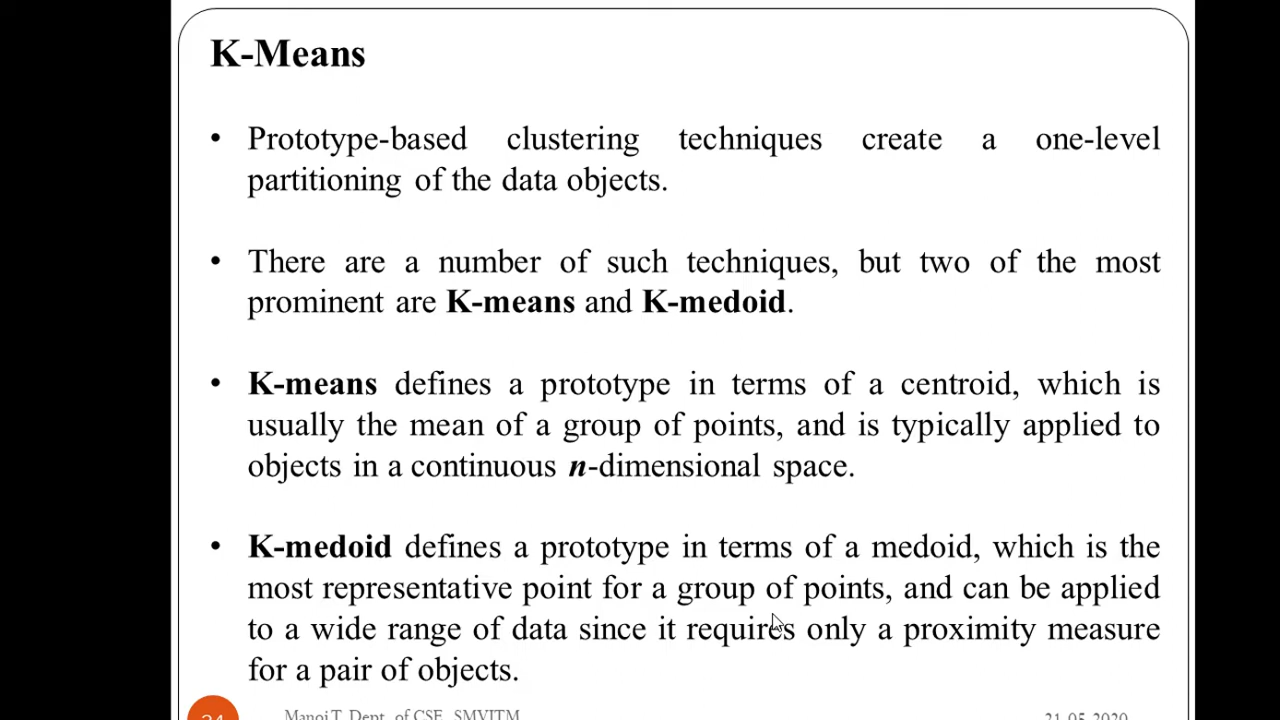 K-Means
• Prototype-based clustering techniques create a one-level
partitioning of the data objects.
• There are a number of such techniques, but two of the most
prominent are K-means and K-medoid.
• K-means defines a prototype in terms of a centroid, which is
usually the mean of a group of points, and is typically applied to
objects in a continuous n-dimensional space.
• K-medoid defines a prototype in terms of a medoid, which is the
most representative point for a group of points, and can be applied
to a wide range of data since it requires only a proximity measure
for a pair of objects.
24 Manoj T, Dept. of CSE, SMVITM 21-05-2020